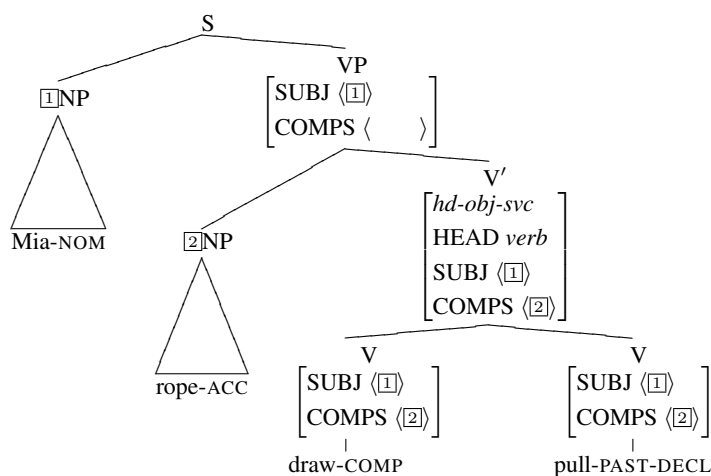 S
VP
1NP
SUBJ ⟨1⟩
COMPS ⟨ ⟩
V′
hd-obj-svc
Mia-NOM
2NP
HEAD verb
SUBJ ⟨1⟩
COMPS ⟨2⟩
V V
rope-ACC
SUBJ ⟨1⟩ SUBJ ⟨1⟩
COMPS ⟨2⟩ COMPS ⟨2⟩
draw-COMP pull-PAST-DECL